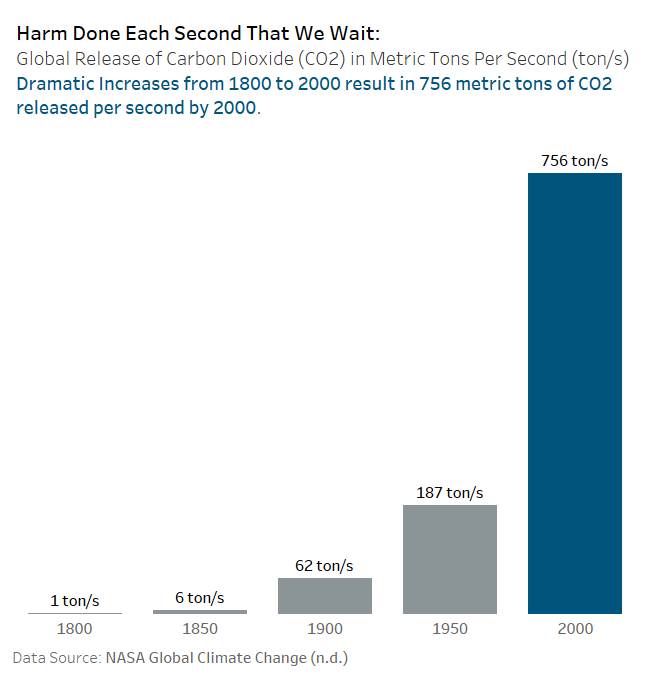 Harm Done Each Second That We Wait:
Global Release of Carbon Dioxide (CO2) in Metric Tons Per Second (ton/s)
Dramatic Increases from 1800 to 2000 result in 756 metric tons of CO2
released per second by 2000.
756 ton/s
187 ton/s
62 ton/s
6 ton/s
1 ton/s
1800 1850 1900 1950 2000
Data Source: NASA Global Climate Change (n.d.)